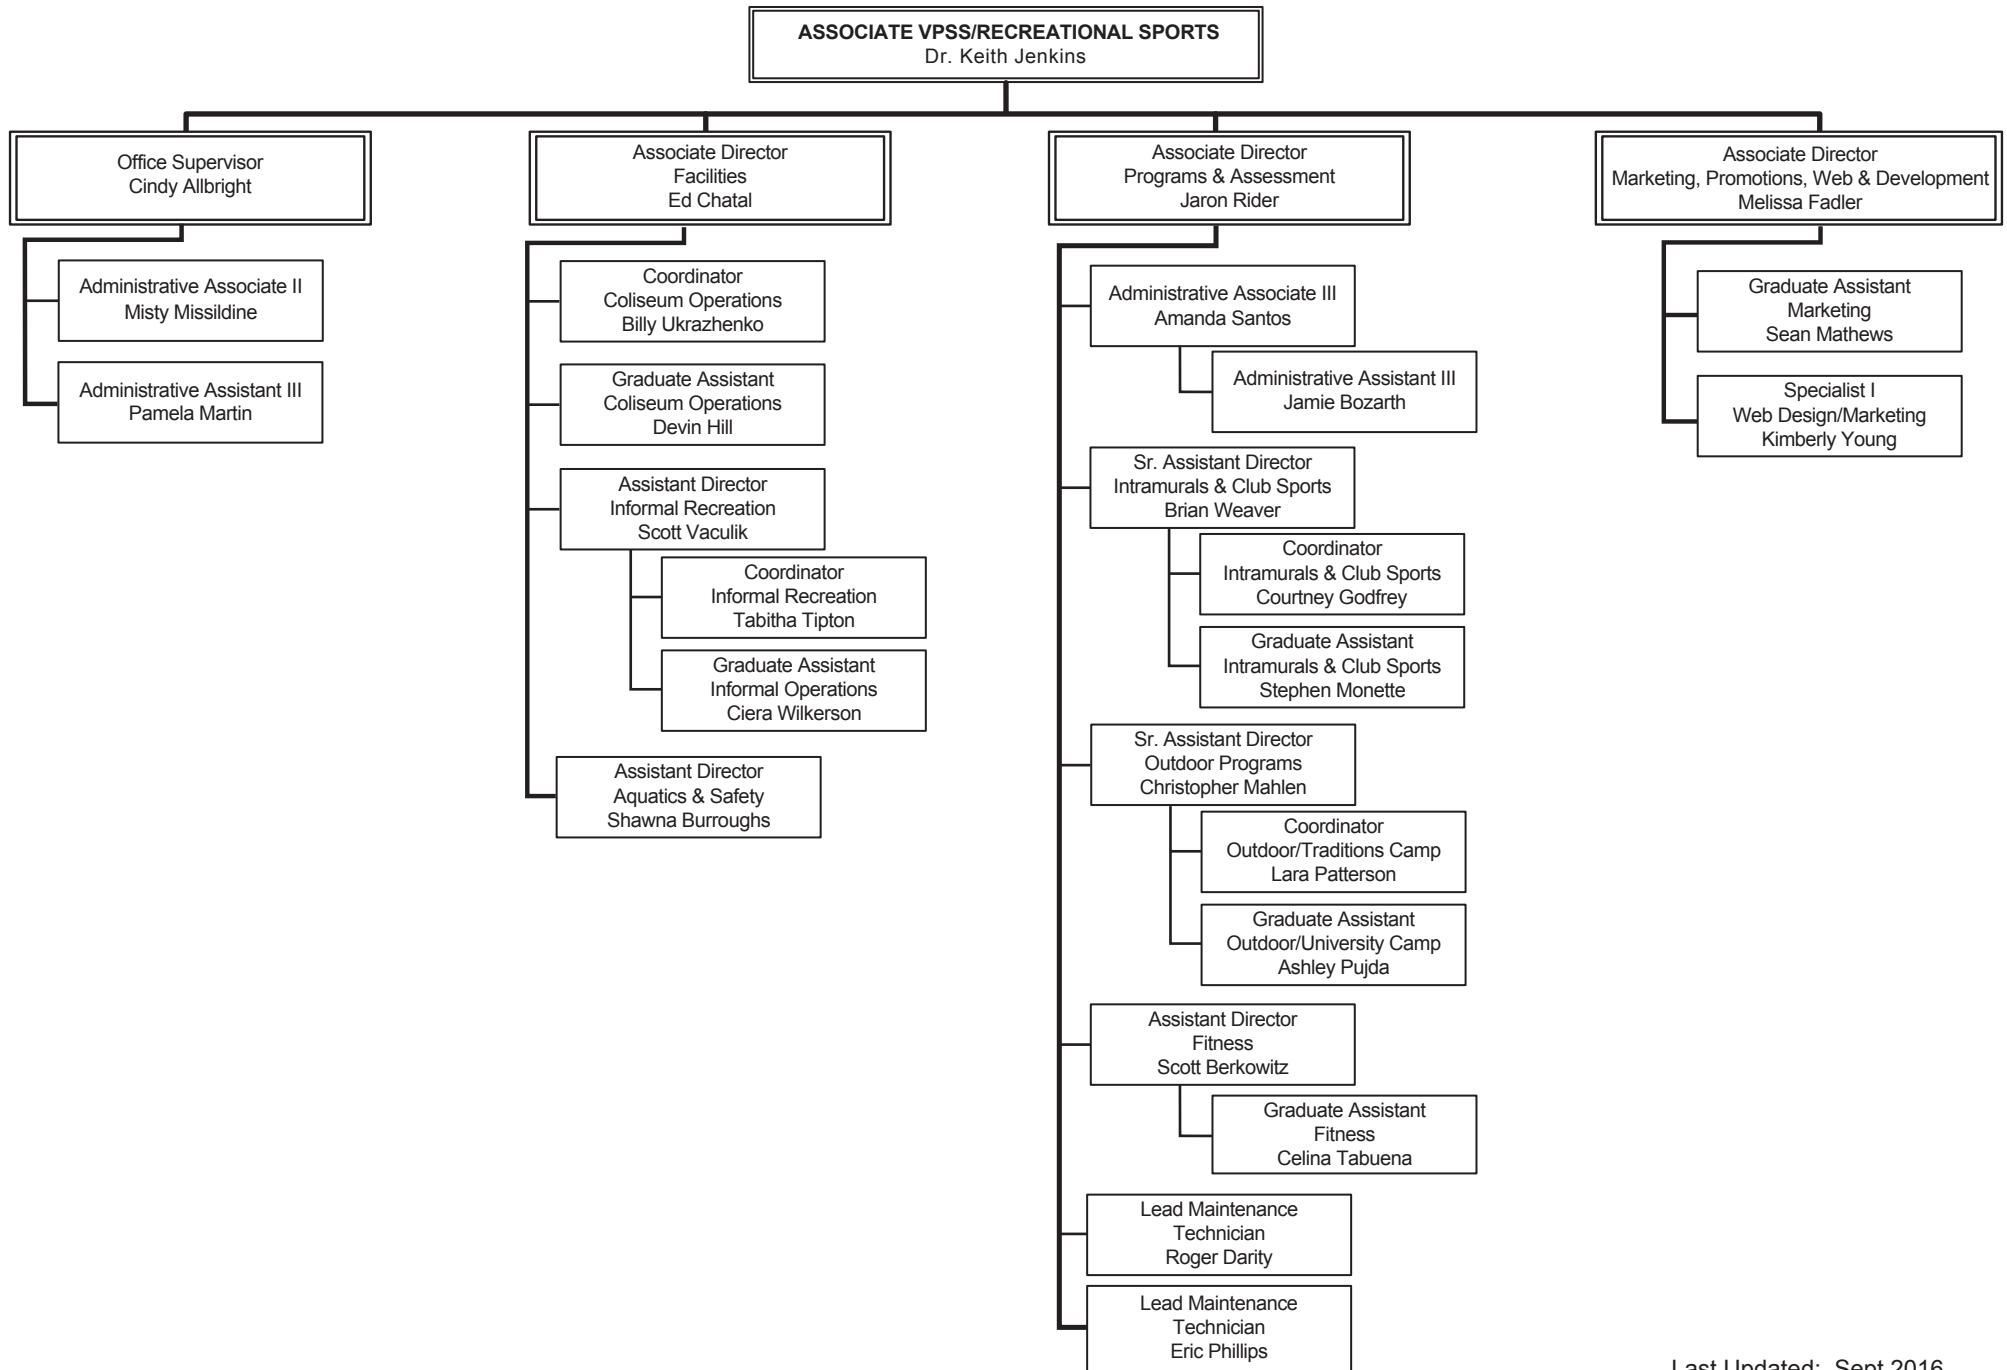 ASSOCIATE VPSS/RECREATIONAL SPORTS
Dr. Keith Jenkins
Office Supervisor
Cindy Allbright
Administrative Associate II
Misty Missildine
Administrative Assistant III
Pamela Martin
Associate Director
Facilities
Ed Chatal
Coordinator
Coliseum Operations
Billy Ukrazhenko
Graduate Assistant
Coliseum Operations
Devin Hill
Assistant Director
Informal Recreation
Scott Vaculik
Coordinator
Informal Recreation
Tabitha Tipton
Graduate Assistant
Informal Operations
Ciera Wilkerson
Assistant Director
Aquatics & Safety
Shawna Burroughs
Associate Director
Programs & Assessment
Jaron Rider
Administrative Associate III
Amanda Santos
Administrative Assistant III
Jamie Bozarth
Sr. Assistant Director
Intramurals & Club Sports
Brian Weaver
Coordinator
Intramurals & Club Sports
Courtney Godfrey
Graduate Assistant
Intramurals & Club Sports
Stephen Monette
Sr. Assistant Director
Outdoor Programs
Christopher Mahlen
Coordinator
Outdoor/Traditions Camp
Lara Patterson
Graduate Assistant
Outdoor/University Camp
Ashley Pujda
Assistant Director
Fitness
Scott Berkowitz
Graduate Assistant
Fitness
Celina Tabuena
Lead Maintenance
Technician
Roger Darity
Lead Maintenance
Technician
Eric Phillips
Associate Director
Marketing, Promotions, Web & Development
Melissa Fadler
Graduate Assistant
Marketing
Sean Mathews
Specialist I
Web Design/Marketing
Kimberly Young
Last Updated: Sept 2016